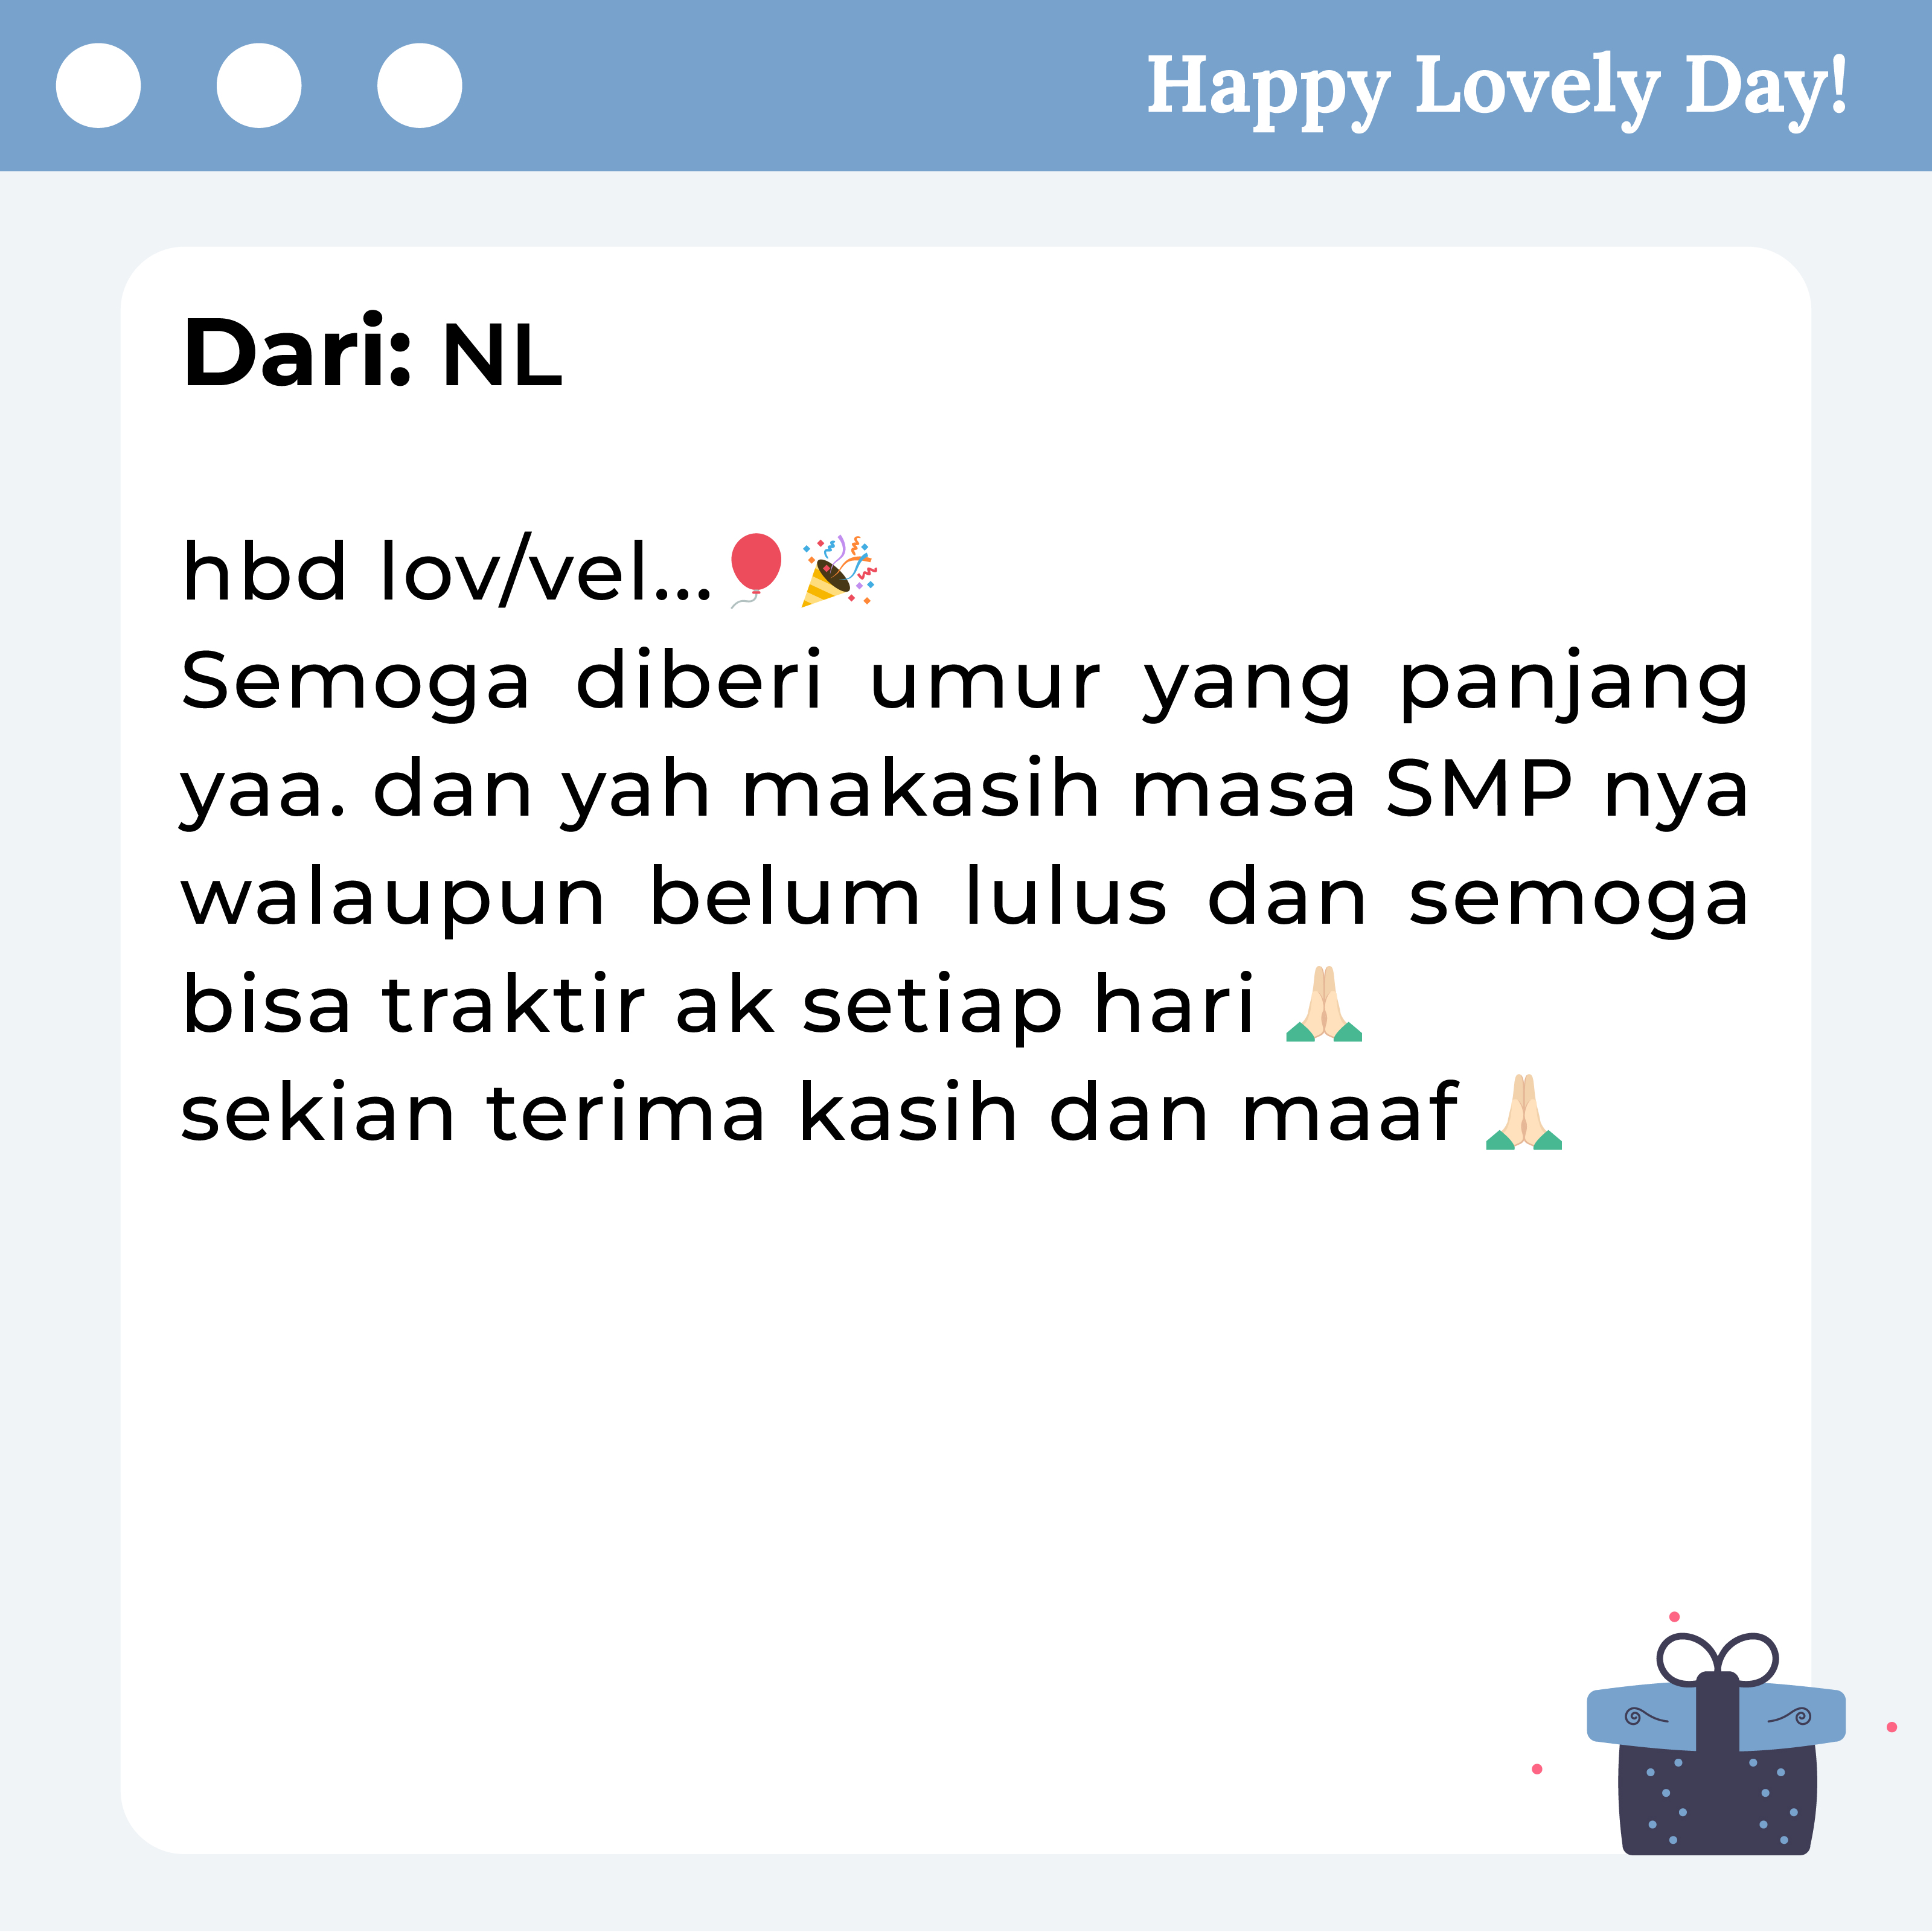 Happy Lovely Day!
Dari: NL
hbd lov/vel...🎈🎉
Semoga diberi umur yang panjang
yaa. dan yah makasih masa SMP nya
walaupun belum lulus dan semoga
bisa traktir ak setiap hari 🙏🏻
sekian terima kasih dan maaf 🙏🏻